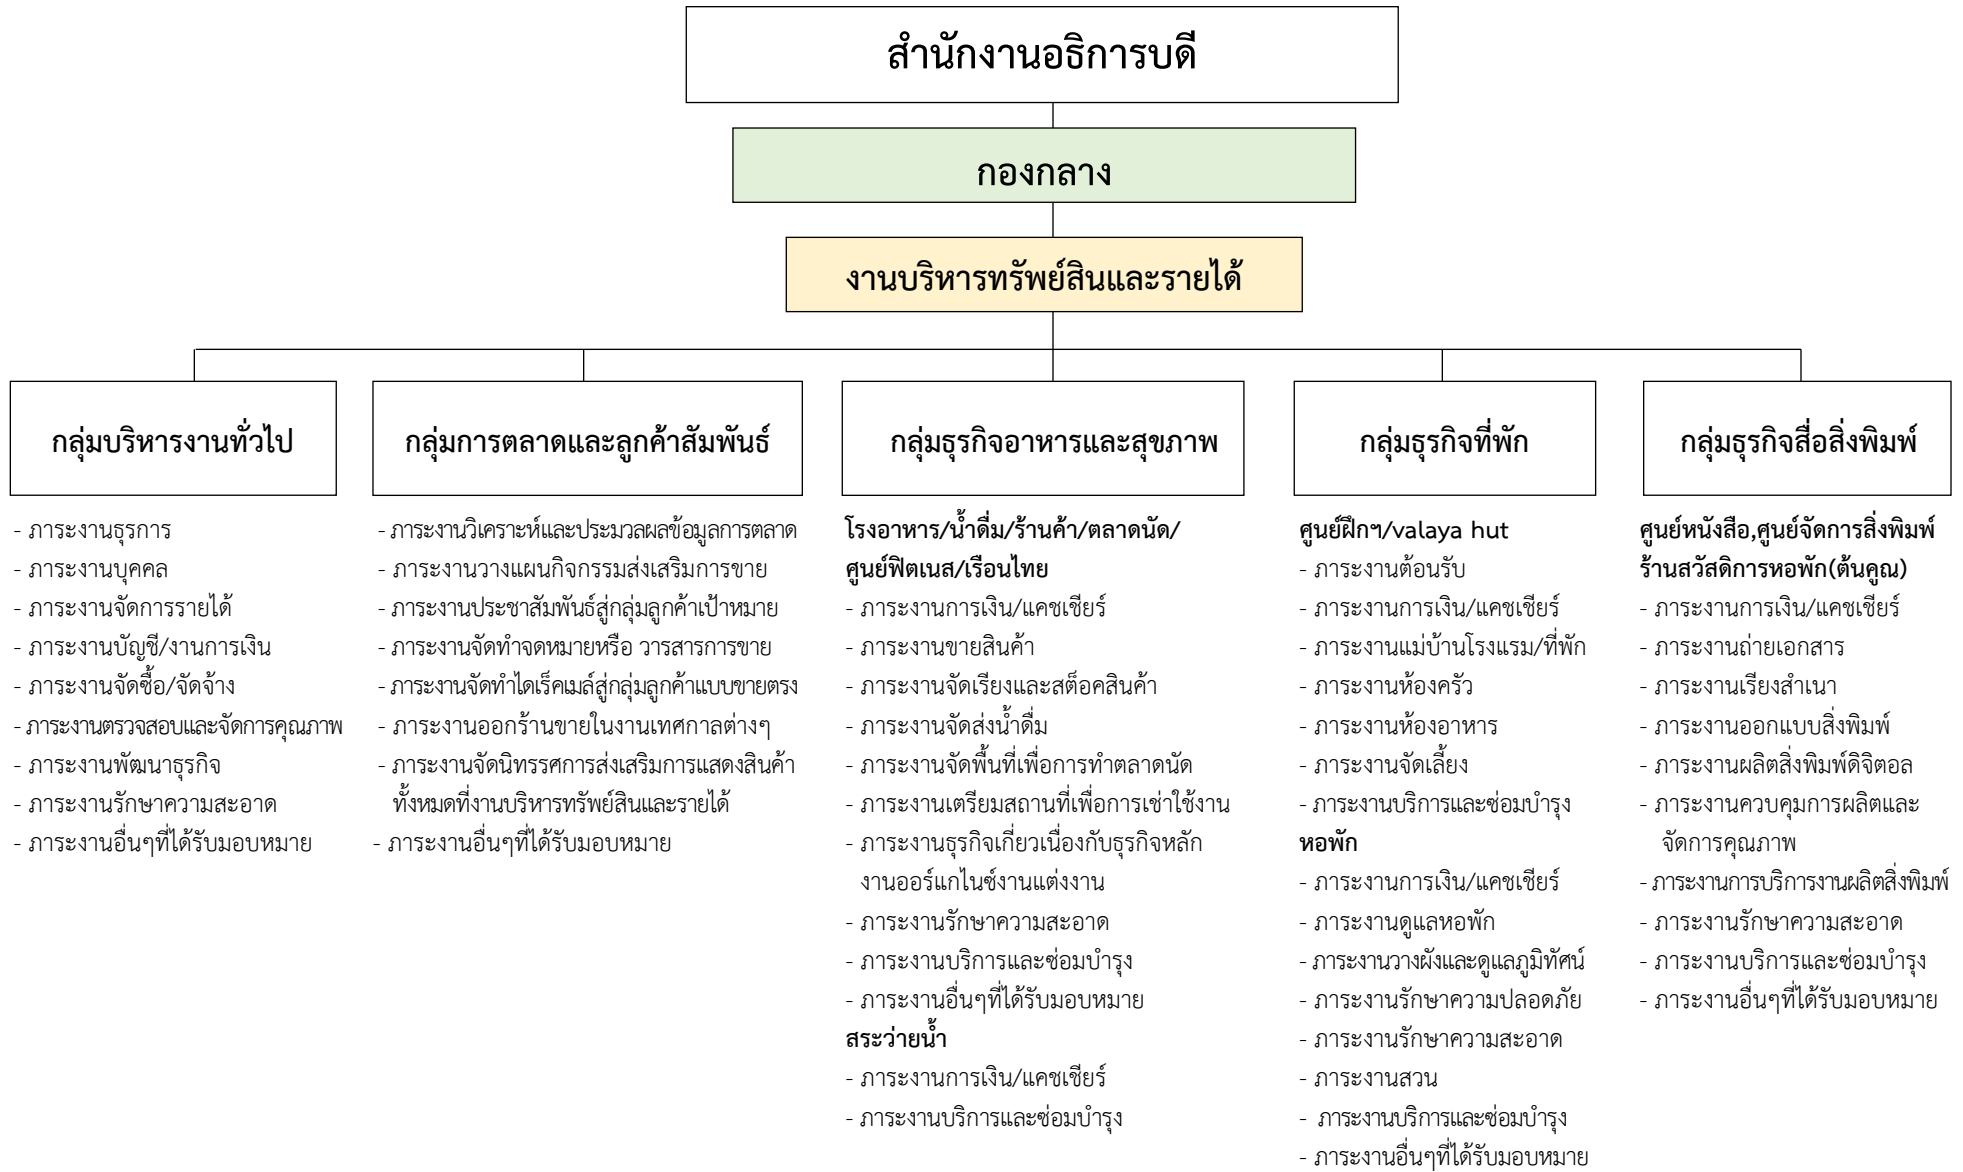 สำนักงานอธิการบดี
กองกลาง
งานบริหารทรัพย์สินและรายได้
กลุ่มบริหารงานทั่วไป
- ภาระงานธุรการ
- ภาระงานบุคคล
- ภาระงานจัดการรายได้
- ภาระงานบัญชี/งานการเงิน
- ภาระงานจัดซื้อ/จัดจ้าง
- ภาระงานตรวจสอบและจัดการคุณภาพ
- ภาระงานพัฒนาธุรกิจ
- ภาระงานรักษาความสะอาด
- ภาระงานอื่นๆที่ได้รับมอบหมาย
กลุ่มการตลาดและลูกค้าสัมพันธ์
- ภาระงานวิเคราะห์และประมวลผลข้อมูลการตลาด
- ภาระงานวางแผนกิจกรรมส่งเสริมการขาย
- ภาระงานประชาสัมพันธ์สู่กลุ่มลูกค้าเป้าหมาย
- ภาระงานจัดทำจดหมายหรือ วารสารการขาย
- ภาระงานจัดทำไดเร็คเมล์สู่กลุ่มลูกค้าแบบขายตรง
- ภาระงานออกร้านขายในงานเทศกาลต่างๆ
- ภาระงานจัดนิทรรศการส่งเสริมการแสดงสินค้า
ทั้งหมดที่งานบริหารทรัพย์สินและรายได้
- ภาระงานอื่นๆที่ได้รับมอบหมาย
กลุ่มธุรกิจอาหารและสุขภาพ
โรงอาหาร/น้ำดื่ม/ร้านค้า/ตลาดนัด/
ศูนย์ฟิตเนส/เรือนไทย
- ภาระงานการเงิน/แคชเชียร์
- ภาระงานขายสินค้า
- ภาระงานจัดเรียงและสต็อคสินค้า
- ภาระงานจัดส่งน้ำดื่ม
- ภาระงานจัดพื้นที่เพื่อการทำตลาดนัด
- ภาระงานเตรียมสถานที่เพื่อการเช่าใช้งาน
- ภาระงานธุรกิจเกี่ยวเนื่องกับธุรกิจหลัก
งานออร์แกไนซ์งานแต่งงาน
- ภาระงานรักษาความสะอาด
- ภาระงานบริการและซ่อมบำรุง
- ภาระงานอื่นๆที่ได้รับมอบหมาย
สระว่ายน้ำ
- ภาระงานการเงิน/แคชเชียร์
- ภาระงานบริการและซ่อมบำรุง
กลุ่มธุรกิจที่พัก
ศูนย์ฝึกฯ/valaya hut
- ภาระงานต้อนรับ
- ภาระงานการเงิน/แคชเชียร์
- ภาระงานแม่บ้านโรงแรม/ที่พัก
- ภาระงานห้องครัว
- ภาระงานห้องอาหาร
- ภาระงานจัดเลี้ยง
- ภาระงานบริการและซ่อมบำรุง
หอพัก
- ภาระงานการเงิน/แคชเชียร์
- ภาระงานดูแลหอพัก
- ภาระงานวางผังและดูแลภูมิทัศน์
- ภาระงานรักษาความปลอดภัย
- ภาระงานรักษาความสะอาด
- ภาระงานสวน
- ภาระงานบริการและซ่อมบำรุง
- ภาระงานอื่นๆที่ได้รับมอบหมาย
กลุ่มธุรกิจสื่อสิ่งพิมพ์
ศูนย์หนังสือ,ศูนย์จัดการสิ่งพิมพ์
ร้านสวัสดิการหอพัก(ต้นคูณ)
- ภาระงานการเงิน/แคชเชียร์
- ภาระงานถ่ายเอกสาร
- ภาระงานเรียงสำเนา
- ภาระงานออกแบบสิ่งพิมพ์
- ภาระงานผลิตสิ่งพิมพ์ดิจิตอล
- ภาระงานควบคุมการผลิตและ
จัดการคุณภาพ
- ภาระงานการบริการงานผลิตสิ่งพิมพ์
- ภาระงานรักษาความสะอาด
- ภาระงานบริการและซ่อมบำรุง
- ภาระงานอื่นๆที่ได้รับมอบหมาย